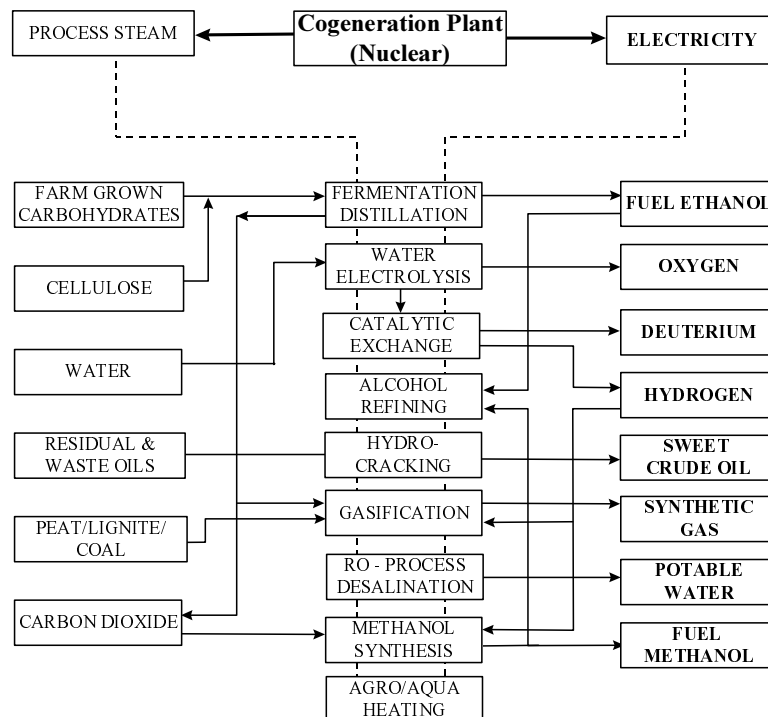 Cogeneration Plant
(Nuclear)
PROCESS STEAM
ELECTRICITY
FARM GROWN
CARBOHYDRATES
FERMENTATION
DISTILLATION
FUEL ETHANOL
CELLULOSE
WATER
ELECTROLYSIS
OXYGEN
CATALYTIC
EXCHANGE
DEUTERIUM
WATER
ALCOHOL
REFINING
HYDROGEN
RESIDUAL &
WASTE OILS
HYDRO-
CRACKING
SWEET
CRUDE OIL
PEAT/LIGNITE/
COAL
GASIFICATION
SYNTHETIC
GAS
RO - PROCESS
DESALINATION
POTABLE
WATER
CARBON DIOXIDE
METHANOL
SYNTHESIS
FUEL
METHANOL
AGRO/AQUA
HEATING